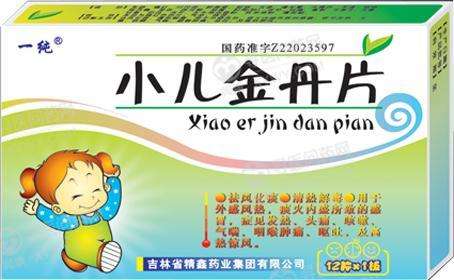 一純®
国药准字Z22023597
小儿金丹片
Xiao er jin dan pian
●祛风化痰●清热解毒●用于
外感风热，痰火内盛所致的感
冒，症见发热、头痛、咳嗽、
气喘、咽喉肿痛、呕吐、及高
热惊风。
12片×1板
吉林省精鑫药业集团有限公司